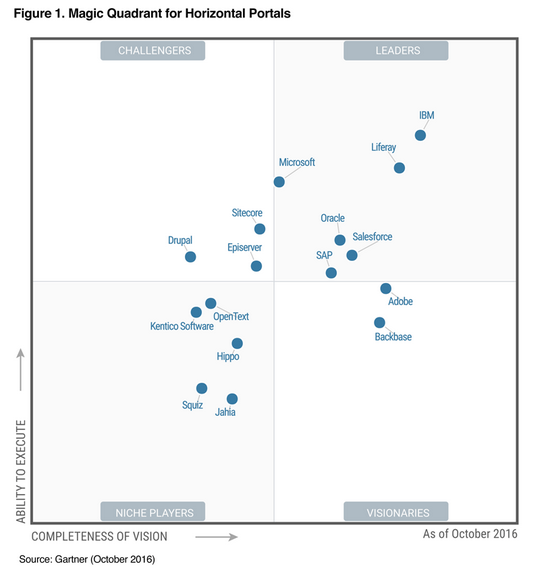 Figure 1. Magic Quadrant for Horizontal Portals
CHALLENGERS
LEADERS
IBM
Liferay
Microsoft
Sitecore
Oracle
Drupal
Episerver
Salesforce
SAP
Adobe
OpenText
Kentico Software
Backbase
Hippo
Squiz
Jahia
ABILITY TO EXECUTE
NICHE PLAYERS
VISIONARIES
COMPLETENESS OF VISION
As of October 2016
Source: Gartner (October 2016)